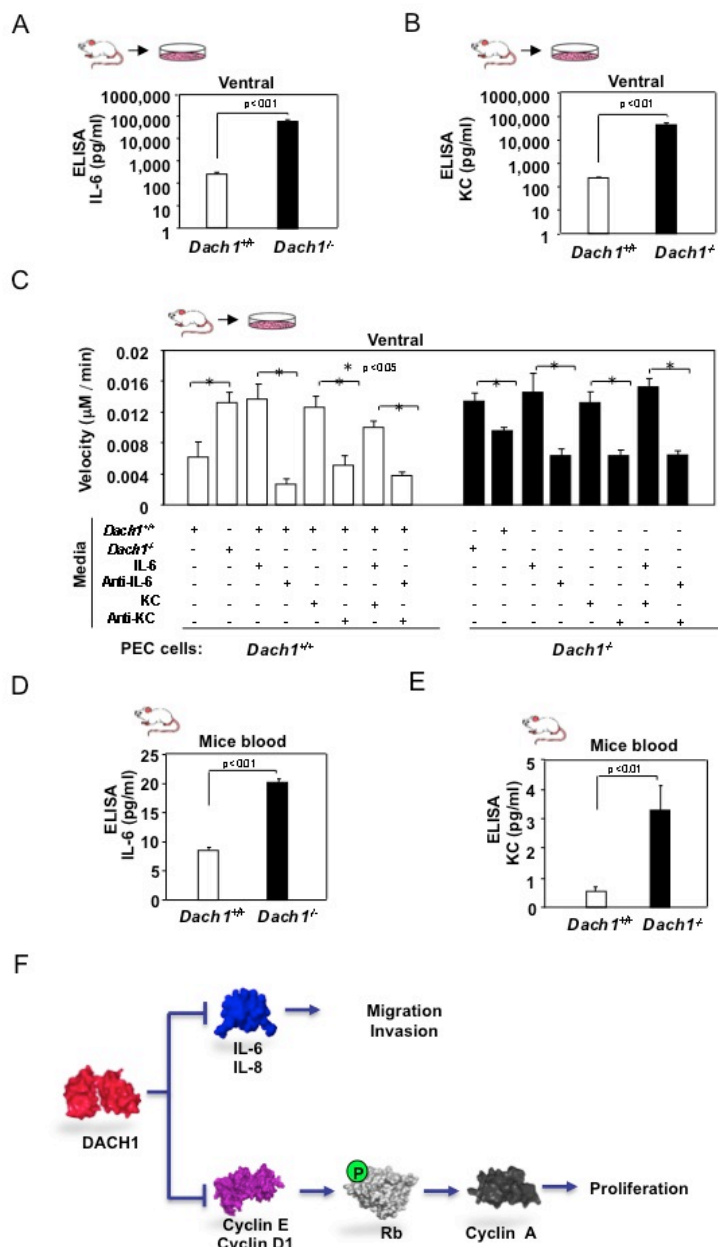 A
Ventral
p <0.01
ELISA
IL-6 (pg/ml)
1000,000
100,000
10,000
1,000
100
10
1
Dach1+/+ Dach1-/-
B
Ventral
p <0.01
ELISA
KC (pg/ml)
1000,000
100,000
10,000
1,000
100
10
1
Dach1+/+ Dach1-/-
C
Ventral
* p <0.05
* * * * * * * *
Velocity (µM / min)
0.02
0.016
0.012
0.008
0.004
0
Media
Dach1+/+ + - + + + + + + - + - - - - - -
Dach1-/- - + - - - - - - + - + + + + + +
IL-6 - - + - - - + - - - + - - - + -
Anti-IL-6 - - - + - - - + - - - + - - - +
KC - - - - + - + - - - - - + - + -
Anti-KC - - - - - + - + - - - - - + - +
PEC cells: Dach1+/+ Dach1-/-
D
Mice blood
p <0.01
ELISA
IL-6 (pg/ml)
25
20
15
10
5
0
Dach1+/+ Dach1-/-
E
Mice blood
p <0.01
ELISA
KC (pg/ml)
5
4
3
2
1
0
Dach1+/+ Dach1-/-
F
DACH1
IL-6
IL-8
Migration
Invasion
Cyclin E
Cyclin D1
P
Rb
Cyclin A
Proliferation